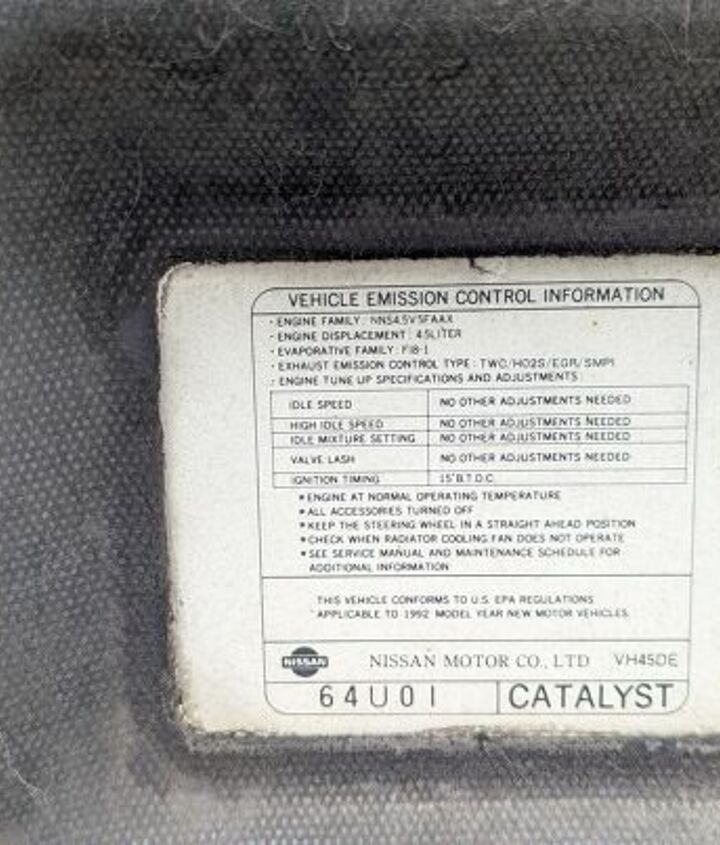 VEHICLE EMISSION CONTROL INFORMATION
· ENGINE FAMILY : NNS4.5V5FAAX
· ENGINE DISPLACEMENT : 4.5LITER
· EVAPORATIVE FAMILY : FI8-1
· EXHAUST EMISSION CONTROL TYPE : TWC/HO2S/EGR/SMPI
· ENGINE TUNE UP SPECIFICATIONS AND ADJUSTMENTS
IDLE SPEED NO OTHER ADJUSTMENTS NEEDED
HIGH IDLE SPEED NO OTHER ADJUSTMENTS NEEDED
IDLE MIXTURE SETTING NO OTHER ADJUSTMENTS NEEDED
VALVE LASH NO OTHER ADJUSTMENTS NEEDED
IGNITION TIMING 15°B.T.D.C.
* ENGINE AT NORMAL OPERATING TEMPERATURE
* ALL ACCESSORIES TURNED OFF
* KEEP THE STEERING WHEEL IN A STRAIGHT AHEAD POSITION
* CHECK WHEN RADIATOR COOLING FAN DOES NOT OPERATE
* SEE SERVICE MANUAL AND MAINTENANCE SCHEDULE FOR
ADDITIONAL INFORMATION
THIS VEHICLE CONFORMS TO U.S. EPA REGULATIONS
APPLICABLE TO 1992 MODEL YEAR NEW MOTOR VEHICLES.
NISSAN NISSAN MOTOR CO., LTD VH45DE
64U01 CATALYST